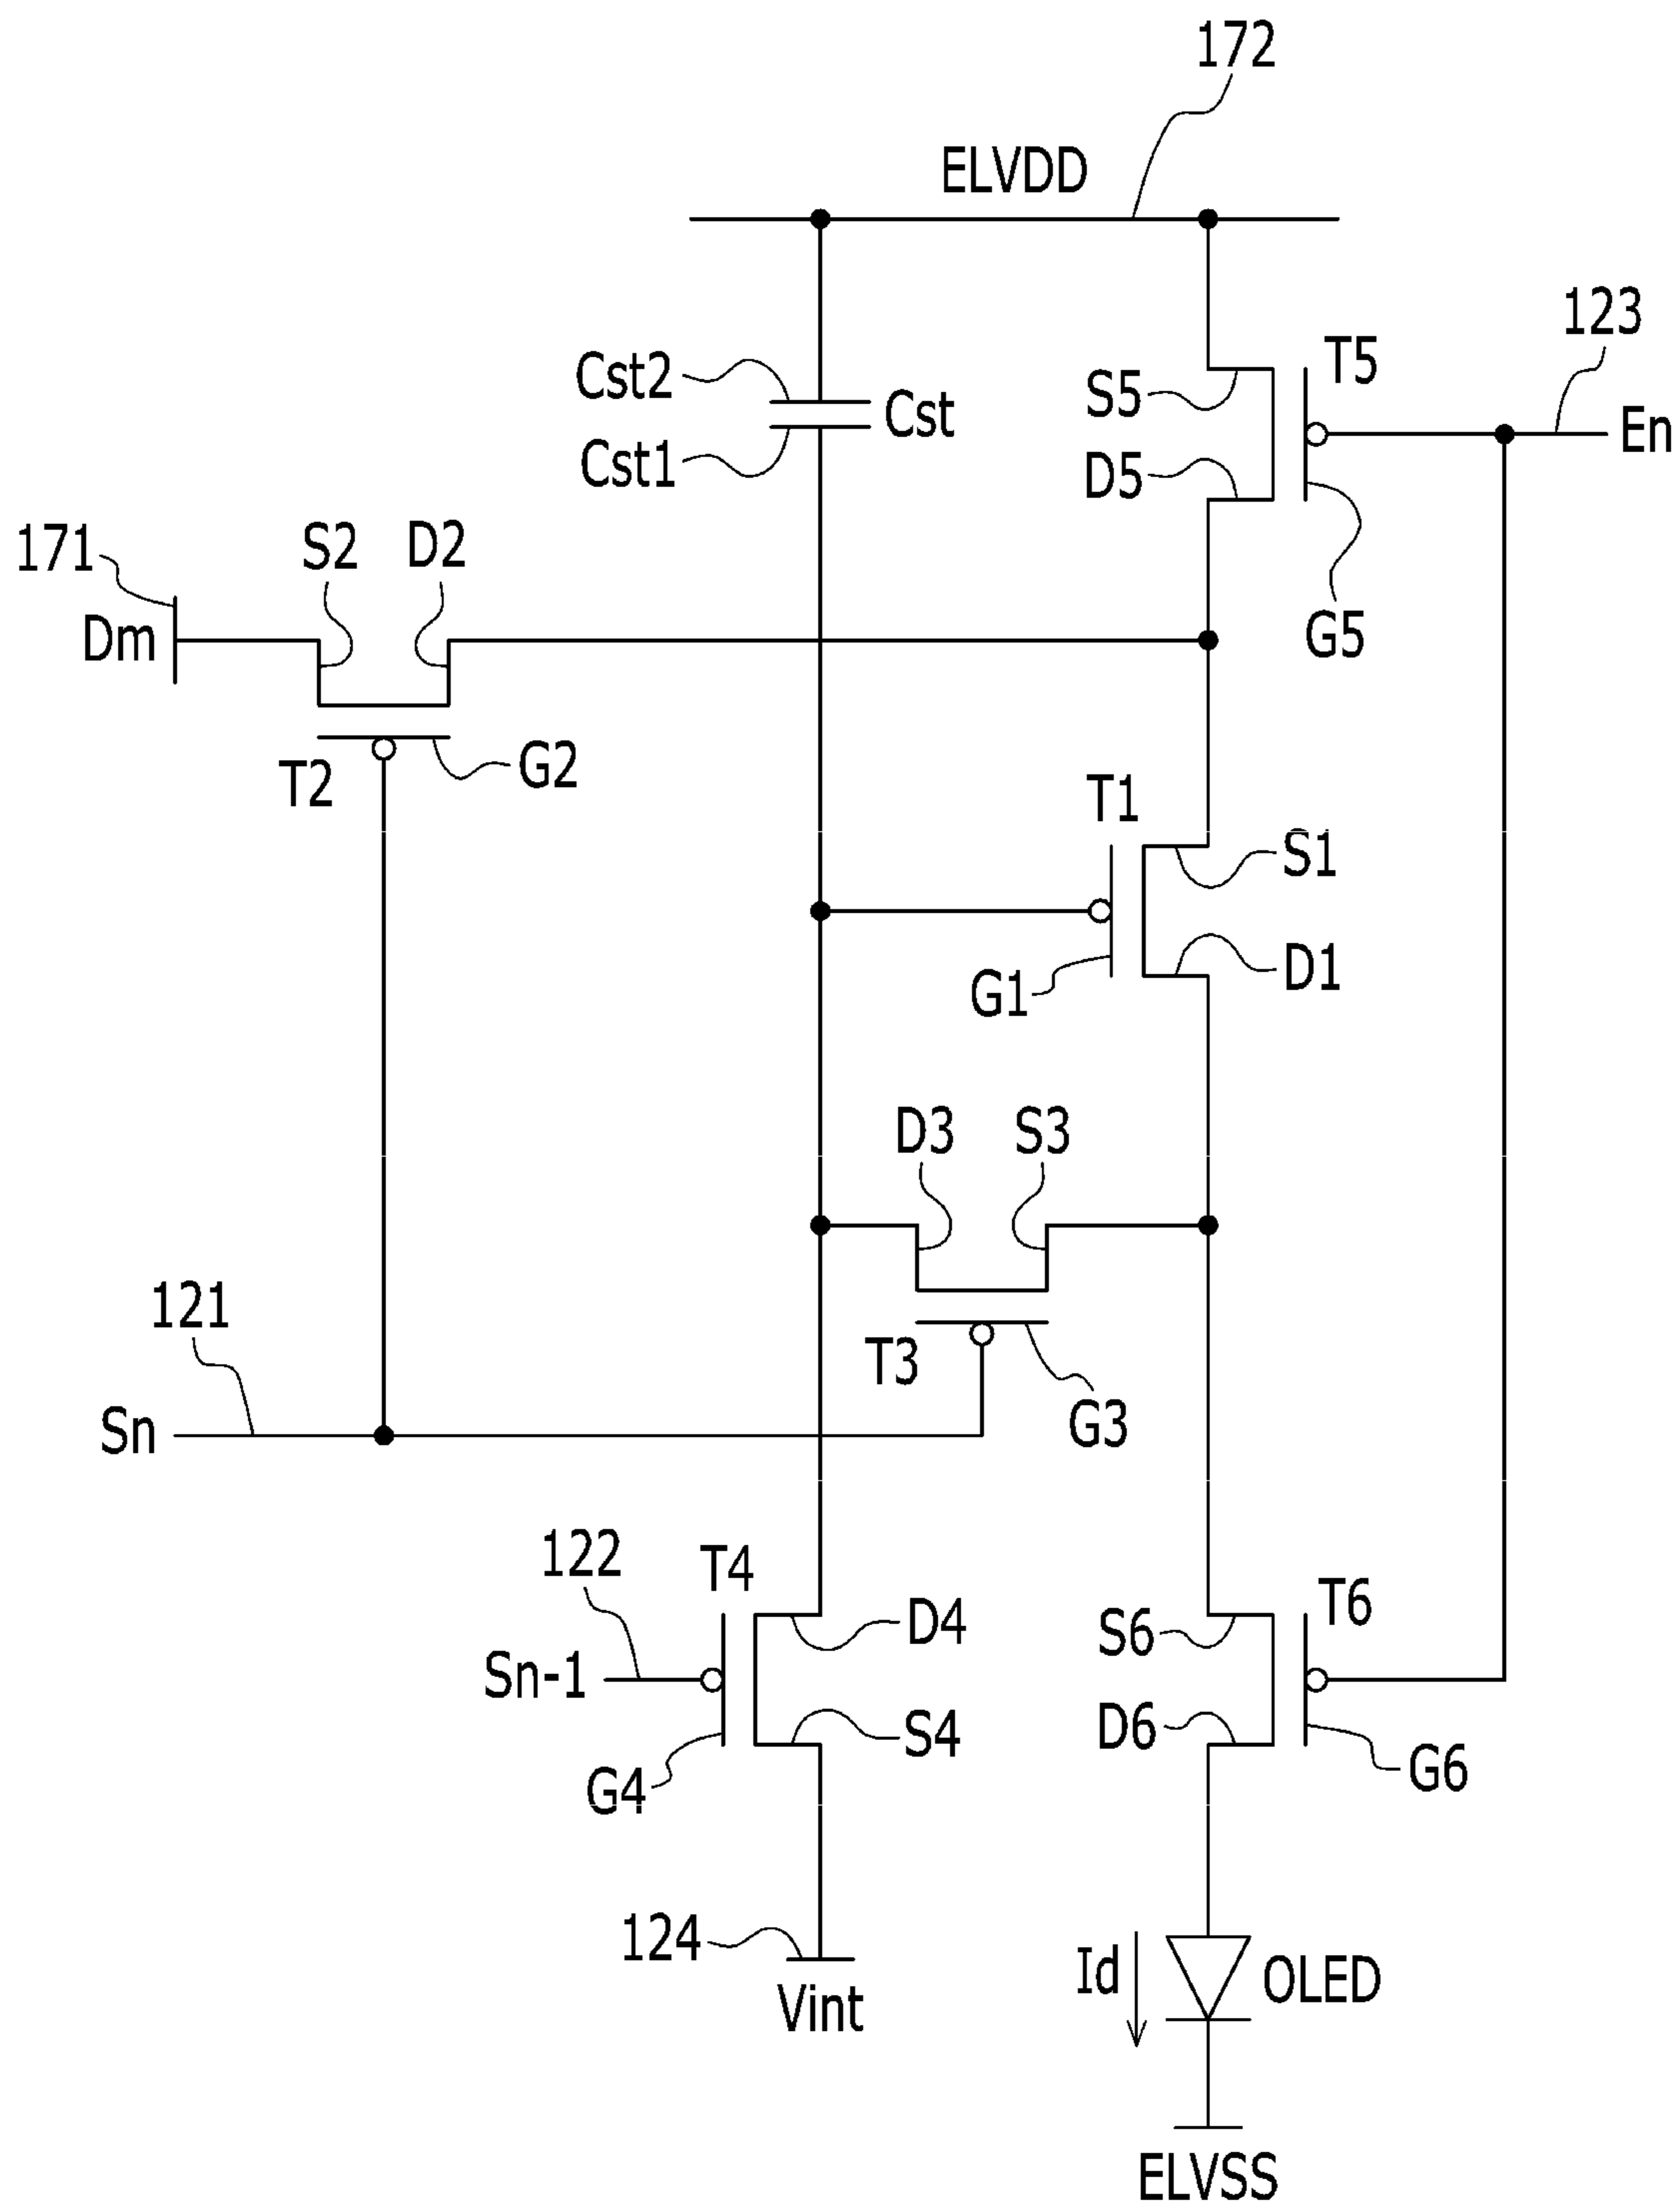 172
ELVDD
123
T5
Cst2
S5
Cst
En
Cst1
D5
171
S2
D2
Dm
G5
T2
G2
T1
S1
G1
D1
D3
S3
121
T3
Sn
G3
122
T4
T6
D4
S6
Sn-1
S4
D6
G4
G6
124
Id
OLED
Vint
ELVSS